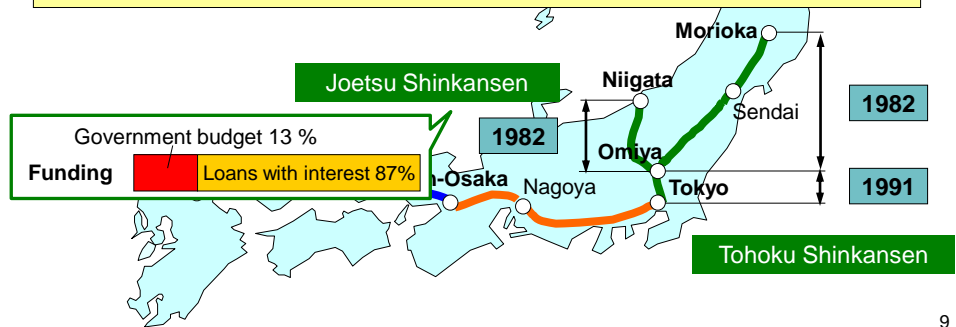 Morioka
Joetsu Shinkansen
Niigata
Sendai
1982
Government budget 13 %
1982
Funding
Loans with interest 87%
Omiya
n-Osaka
Nagoya
Tokyo
1991
Tohoku Shinkansen
9